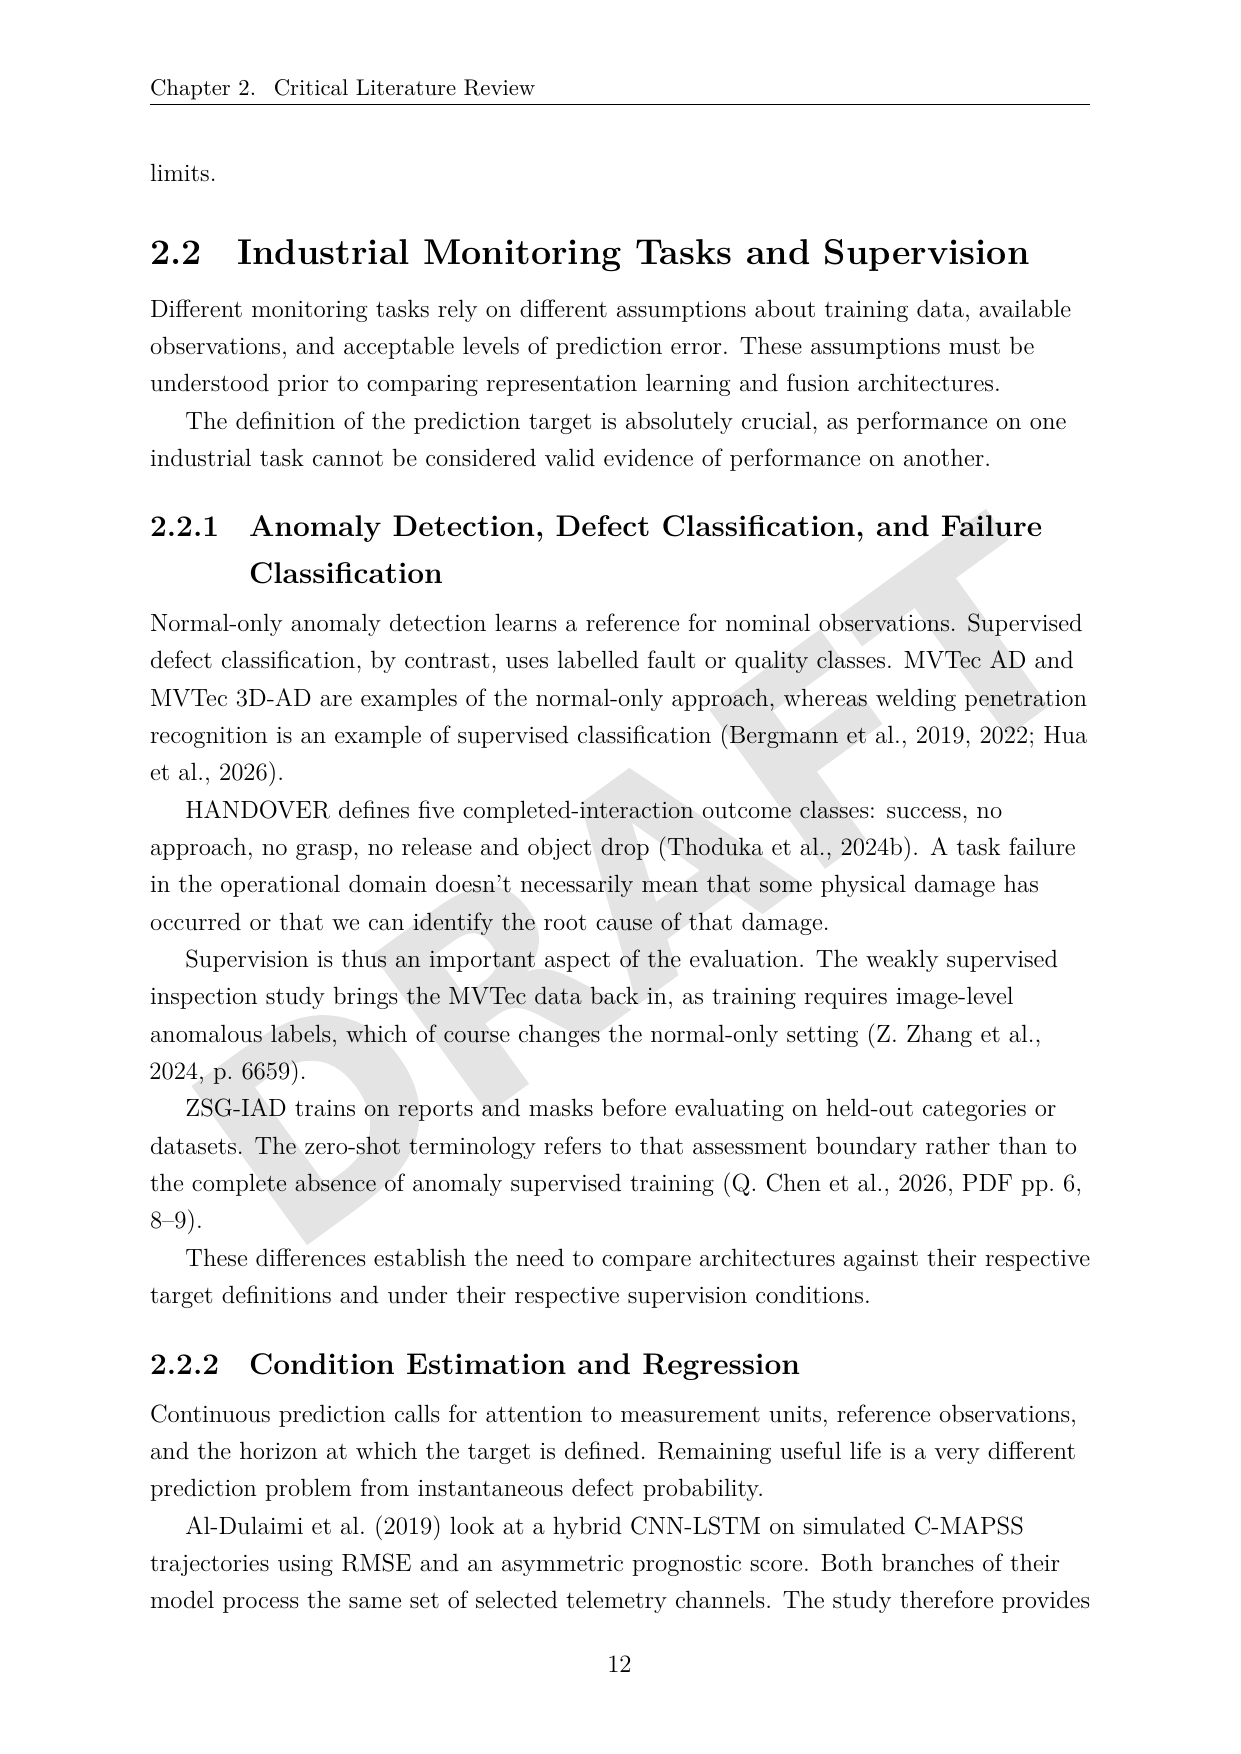 Chapter 2. Critical Literature Review
limits.
2.2 Industrial Monitoring Tasks and Supervision
Different monitoring tasks rely on different assumptions about training data, available
observations, and acceptable levels of prediction error. These assumptions must be
understood prior to comparing representation learning and fusion architectures.
The definition of the prediction target is absolutely crucial, as performance on one
industrial task cannot be considered valid evidence of performance on another.
2.2.1 Anomaly Detection, Defect Classification, and Failure
Classification
Normal-only anomaly detection learns a reference for nominal observations. Supervised
defect classification, by contrast, uses labelled fault or quality classes. MVTec AD and
MVTec 3D-AD are examples of the normal-only approach, whereas welding penetration
recognition is an example of supervised classification (Bergmann et al., 2019, 2022; Hua
et al., 2026).
HANDOVER defines five completed-interaction outcome classes: success, no
approach, no grasp, no release and object drop (Thoduka et al., 2024b). A task failure
in the operational domain doesn't necessarily mean that some physical damage has
occurred or that we can identify the root cause of that damage.
Supervision is thus an important aspect of the evaluation. The weakly supervised
inspection study brings the MVTec data back in, as training requires image-level
anomalous labels, which of course changes the normal-only setting (Z. Zhang et al.,
2024, p. 6659).
ZSG-IAD trains on reports and masks before evaluating on held-out categories or
datasets. The zero-shot terminology refers to that assessment boundary rather than to
the complete absence of anomaly supervised training (Q. Chen et al., 2026, PDF pp. 6,
8–9).
These differences establish the need to compare architectures against their respective
target definitions and under their respective supervision conditions.
2.2.2 Condition Estimation and Regression
Continuous prediction calls for attention to measurement units, reference observations,
and the horizon at which the target is defined. Remaining useful life is a very different
prediction problem from instantaneous defect probability.
Al-Dulaimi et al. (2019) look at a hybrid CNN-LSTM on simulated C-MAPSS
trajectories using RMSE and an asymmetric prognostic score. Both branches of their
model process the same set of selected telemetry channels. The study therefore provides
12
DRAFT